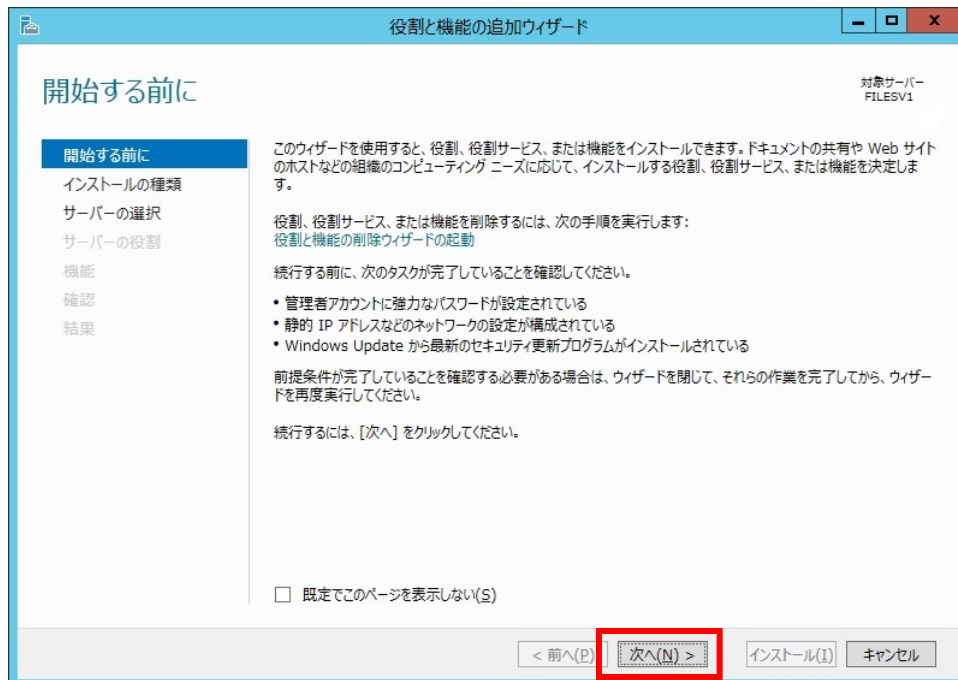 役割と機能の追加ウィザード
開始する前に
対象サーバー
FILESV1
開始する前に
インストールの種類
サーバーの選択
サーバーの役割
機能
確認
結果
このウィザードを使用すると、役割、役割サービス、または機能をインストールできます。ドキュメントの共有や Web サイト
のホストなどの組織のコンピューティング ニーズに応じて、インストールする役割、役割サービス、または機能を決定しま
す。
役割、役割サービス、または機能を削除するには、次の手順を実行します:
役割と機能の削除ウィザードの起動
続行する前に、次のタスクが完了していることを確認してください。
• 管理者アカウントに強力なパスワードが設定されている
• 静的 IP アドレスなどのネットワークの設定が構成されている
• Windows Update から最新のセキュリティ更新プログラムがインストールされている
前提条件が完了していることを確認する必要がある場合は、ウィザードを閉じて、それらの作業を完了してから、ウィザー
ドを再度実行してください。
続行するには、[次へ] をクリックしてください。
既定でこのページを表示しない(S)
< 前へ(P)
次へ(N) >
インストール(I)
キャンセル